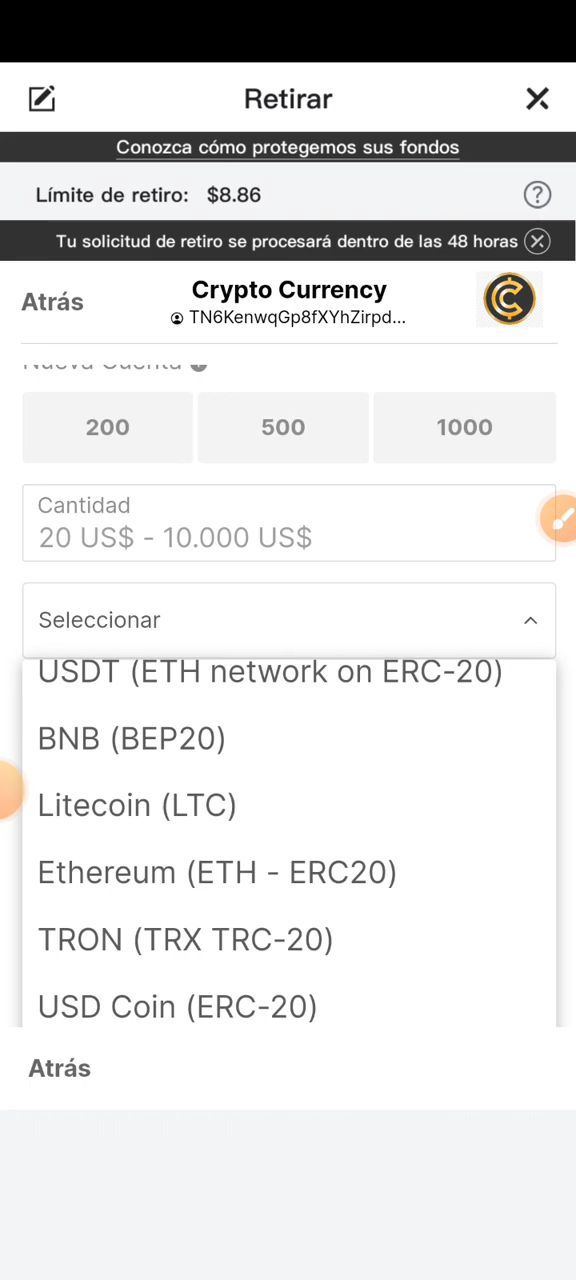 Retirar
Conozca cómo protegemos sus fondos
Límite de retiro: $8.86
Tu solicitud de retiro se procesará dentro de las 48 horas
Atrás
Crypto Currency
TN6KenwqGp8fXYhZirpd...
Nueva Cuenta
200 500 1000
Cantidad
20 US$ - 10.000 US$
Seleccionar
USDT (ETH network on ERC-20)
BNB (BEP20)
Litecoin (LTC)
Ethereum (ETH - ERC20)
TRON (TRX TRC-20)
USD Coin (ERC-20)
Atrás